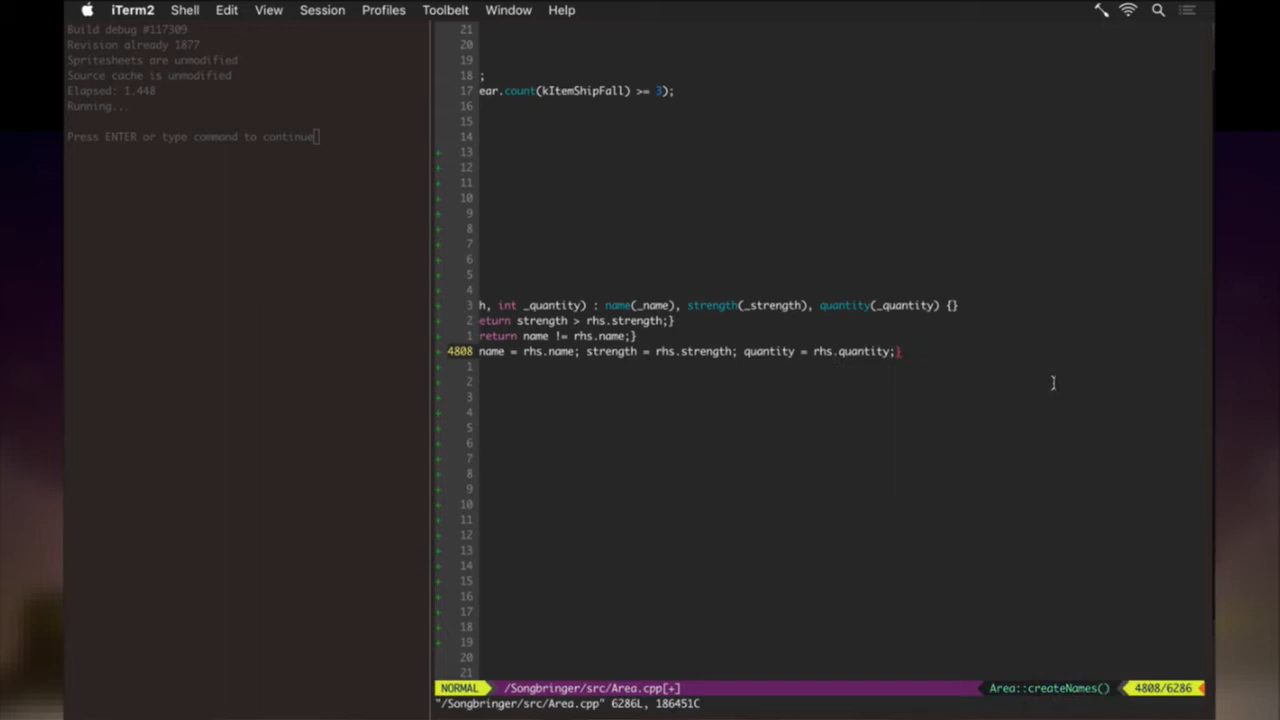 iTerm2 Shell Edit View Session Profiles Toolbelt Window Help
Build debug #117309
Revision already 1877
Spritesheets are unmodified
Source cache is unmodified
Elapsed: 1.448
Running...
Press ENTER or type command to continue
21
20
19
18 ;
17 ear.count(kItemShipFall) >= 3);
16
15
14
+ 13
+ 12
+ 11
+ 10
+ 9
+ 8
+ 7
+ 6
+ 5
+ 4
+ 3 h, int _quantity) : name(_name), strength(_strength), quantity(_quantity) {}
+ 2 eturn strength > rhs.strength;}
+ 1 return name != rhs.name;}
+ 4808 name = rhs.name; strength = rhs.strength; quantity = rhs.quantity;}
+ 1
+ 2
+ 3
+ 4
+ 5
+ 6
+ 7
+ 8
+ 9
+ 10
+ 11
+ 12
+ 13
+ 14
+ 15
+ 16
+ 17
+ 18
+ 19
20
21
NORMAL /Songbringer/src/Area.cpp[+] Area::createNames() 4808/6286
"/Songbringer/src/Area.cpp" 6286L, 186451C